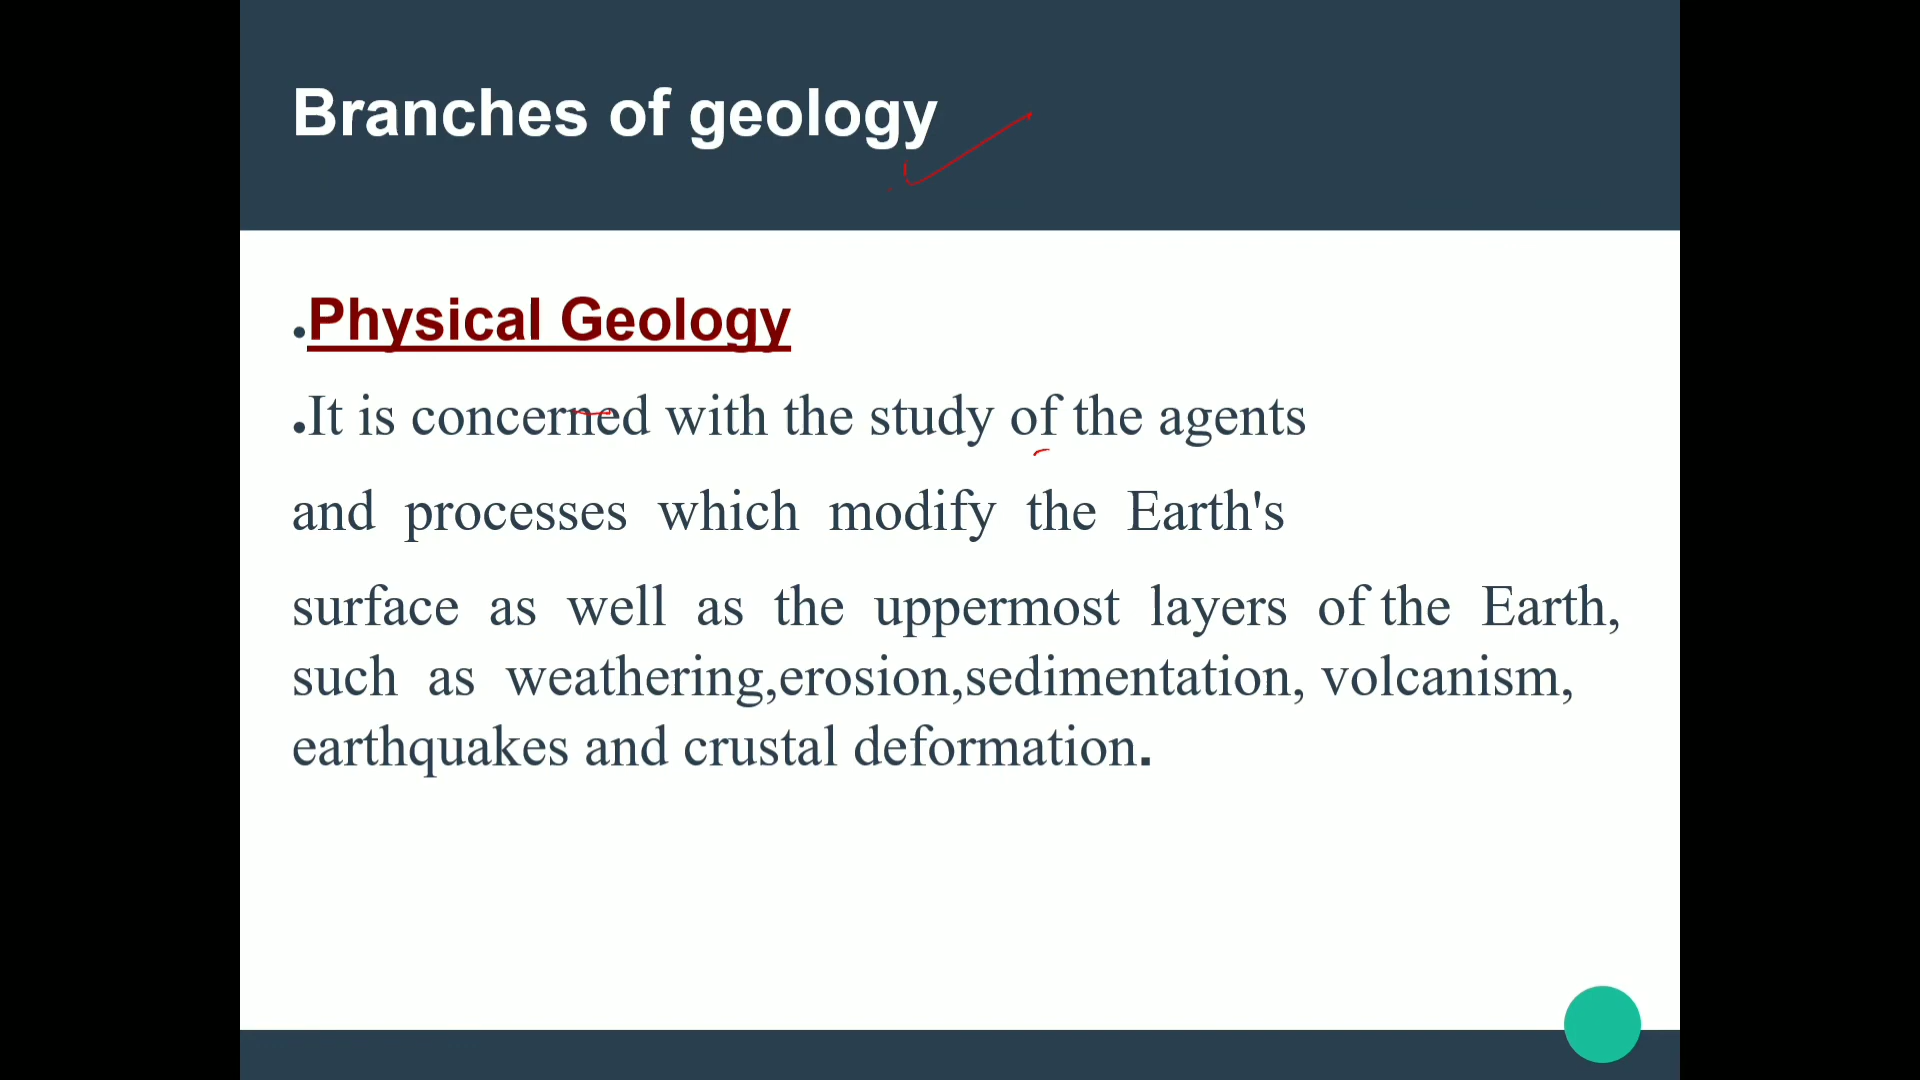 Branches of geology
.Physical Geology
.It is concerned with the study of the agents
and processes which modify the Earth's
surface as well as the uppermost layers of the Earth,
such as weathering,erosion,sedimentation, volcanism,
earthquakes and crustal deformation.